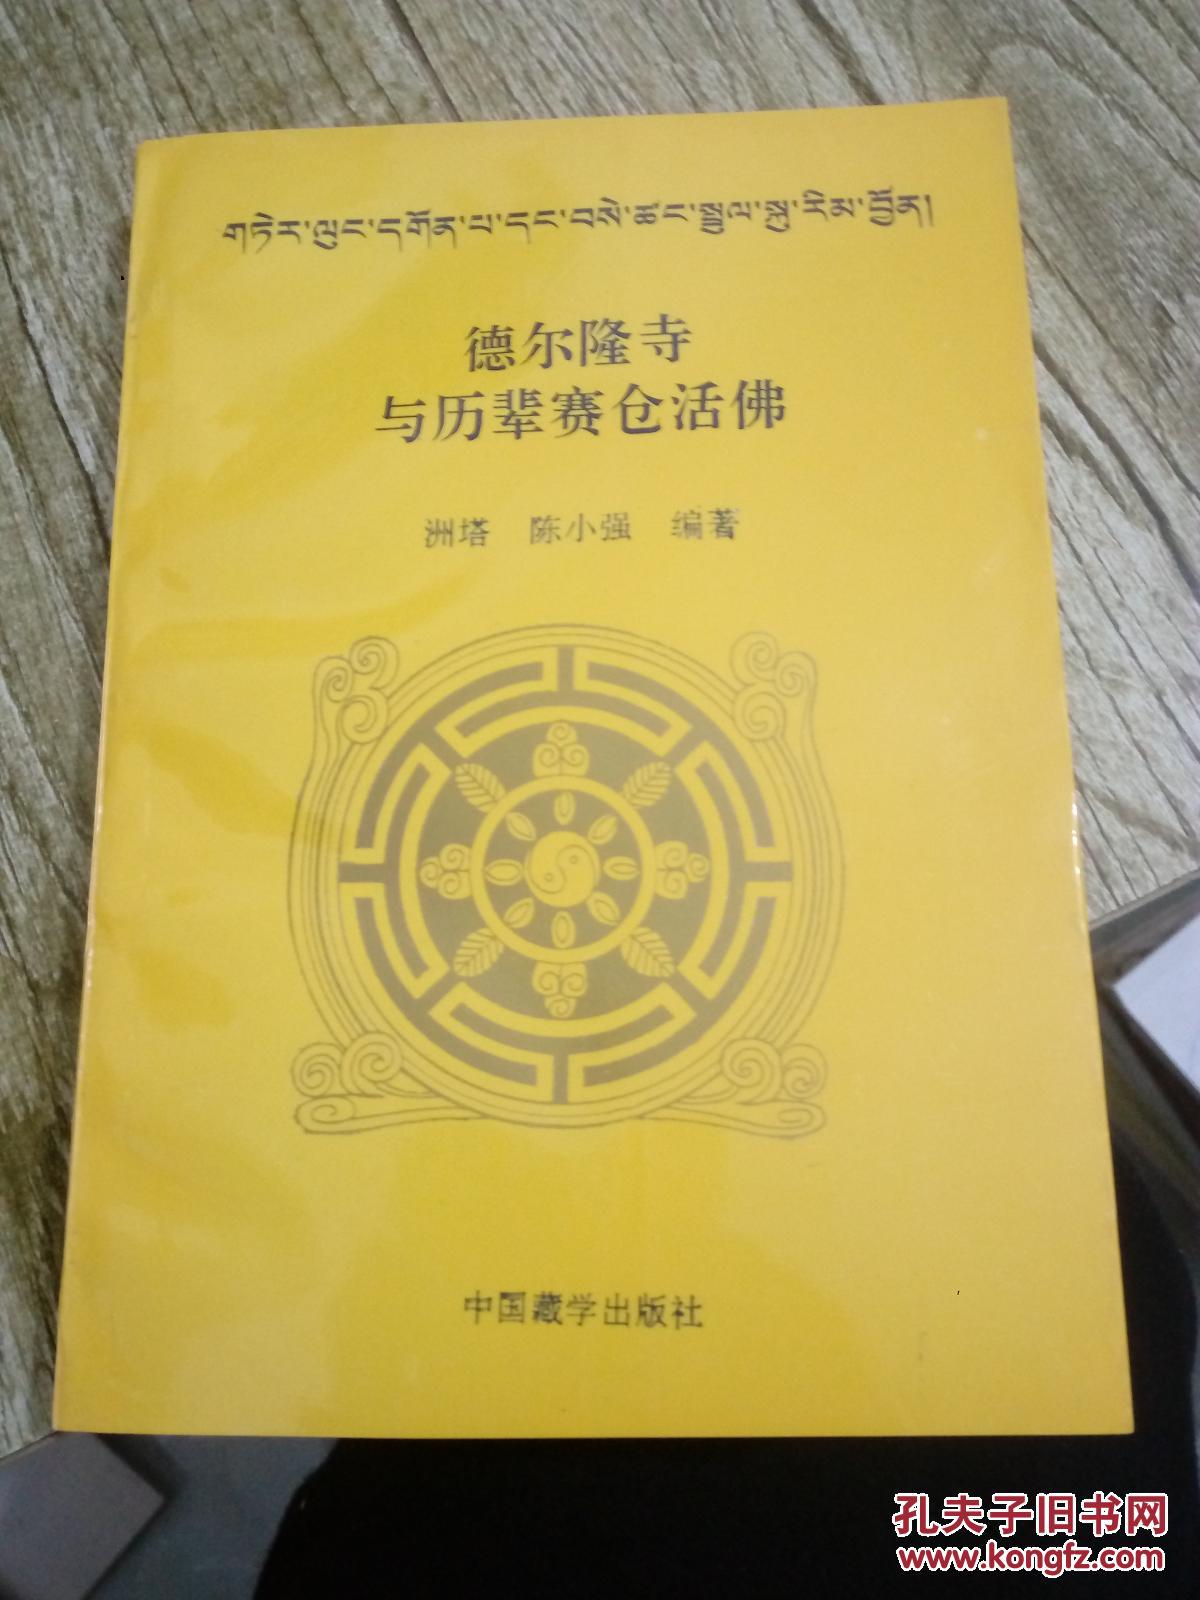 གཏེར་ལུང་དགོན་པ་དང་བསེ་ཚང་སྤྲུལ་སྐུ་རིམ་བྱོན།
德尔隆寺
与历辈赛仓活佛
洲塔 陈小强 编著
中国藏学出版社
孔夫子旧书网
www.kongfz.com